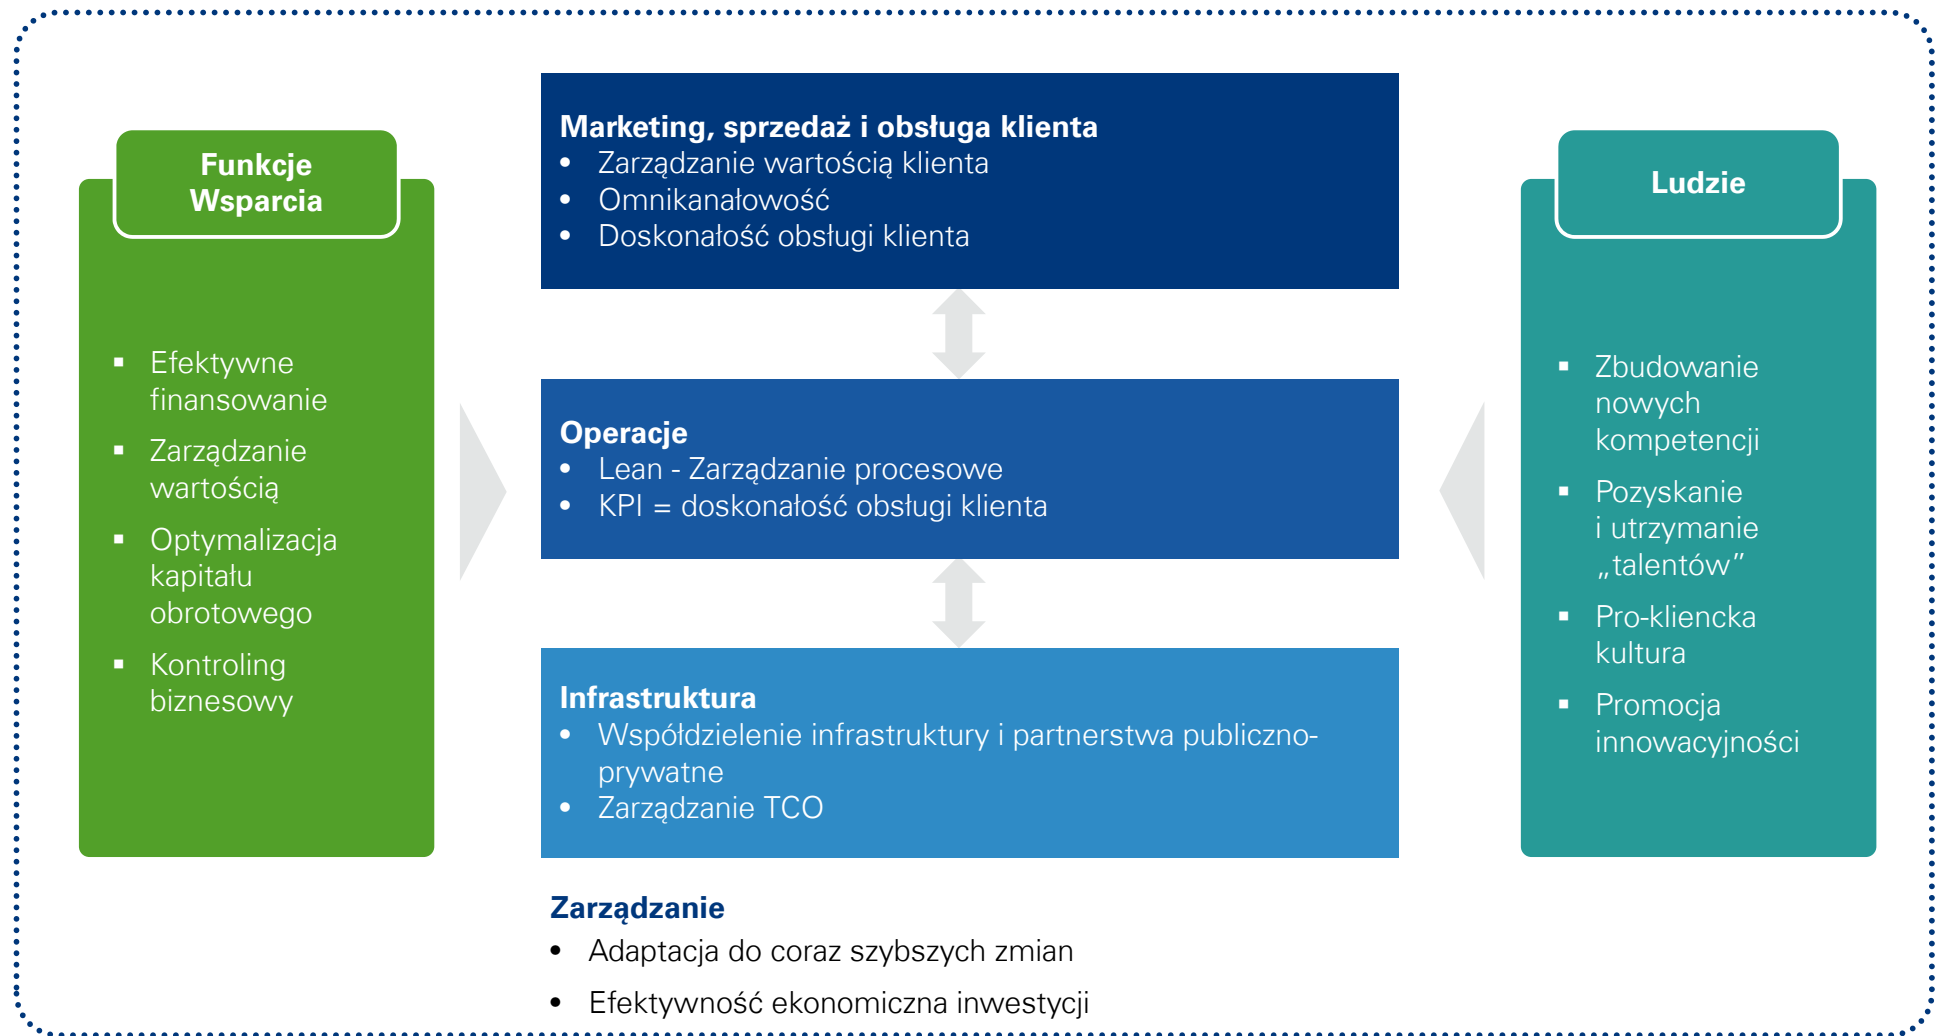 Funkcje
Wsparcia
▪ Efektywne
finansowanie
▪ Zarządzanie
wartością
▪ Optymalizacja
kapitału
obrotowego
▪ Kontroling
biznesowy
Marketing, sprzedaż i obsługa klienta
• Zarządzanie wartością klienta
• Omnikanałowość
• Doskonałość obsługi klienta
Operacje
• Lean - Zarządzanie procesowe
• KPI = doskonałość obsługi klienta
Infrastruktura
• Współdzielenie infrastruktury i partnerstwa publiczno-
prywatne
• Zarządzanie TCO
Zarządzanie
• Adaptacja do coraz szybszych zmian
• Efektywność ekonomiczna inwestycji
Ludzie
▪ Zbudowanie
nowych
kompetencji
▪ Pozyskanie
i utrzymanie
„talentów”
▪ Pro-kliencka
kultura
▪ Promocja
innowacyjności